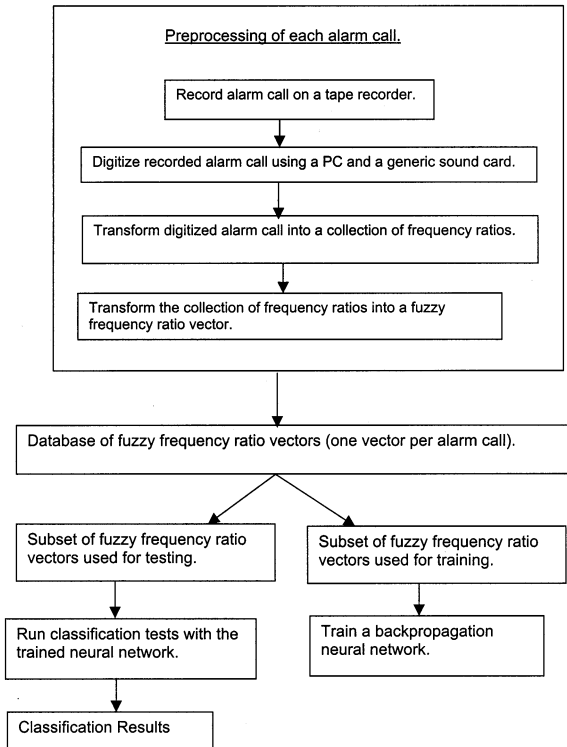 Preprocessing of each alarm call.
Record alarm call on a tape recorder.
Digitize recorded alarm call using a PC and a generic sound card.
Transform digitized alarm call into a collection of frequency ratios.
Transform the collection of frequency ratios into a fuzzy
frequency ratio vector.
Database of fuzzy frequency ratio vectors (one vector per alarm call).
Subset of fuzzy frequency ratio
vectors used for testing.
Subset of fuzzy frequency ratio
vectors used for training.
Run classification tests with the
trained neural network.
Train a backpropagation
neural network.
Classification Results